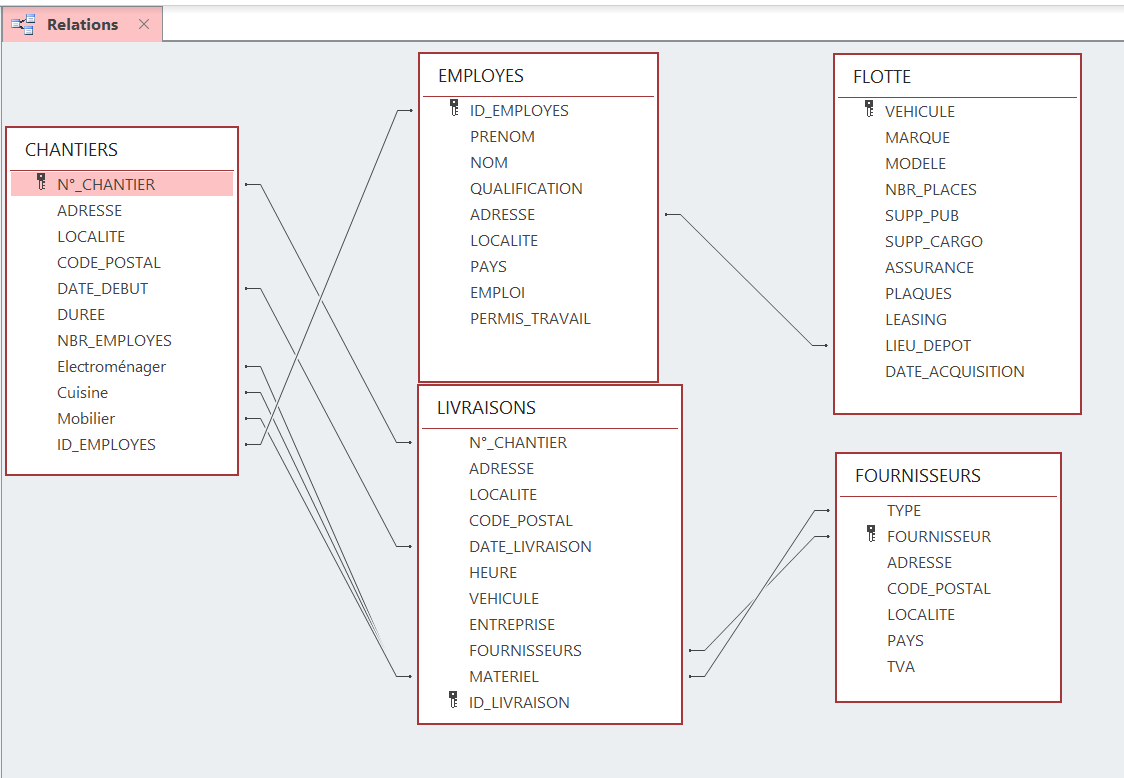 Relations
CHANTIERS
N°_CHANTIER
ADRESSE
LOCALITE
CODE_POSTAL
DATE_DEBUT
DUREE
NBR_EMPLOYES
Electroménager
Cuisine
Mobilier
ID_EMPLOYES
EMPLOYES
ID_EMPLOYES
PRENOM
NOM
QUALIFICATION
ADRESSE
LOCALITE
PAYS
EMPLOI
PERMIS_TRAVAIL
LIVRAISONS
N°_CHANTIER
ADRESSE
LOCALITE
CODE_POSTAL
DATE_LIVRAISON
HEURE
VEHICULE
ENTREPRISE
FOURNISSEURS
MATERIEL
ID_LIVRAISON
FLOTTE
VEHICULE
MARQUE
MODELE
NBR_PLACES
SUPP_PUB
SUPP_CARGO
ASSURANCE
PLAQUES
LEASING
LIEU_DEPOT
DATE_ACQUISITION
FOURNISSEURS
TYPE
FOURNISSEUR
ADRESSE
CODE_POSTAL
LOCALITE
PAYS
TVA